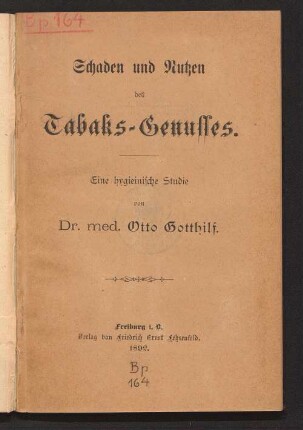 Bp. 164
Schaden und Nutzen
des
Tabaks-Genusses.
Eine hygieinische Studie
von
Dr. med. Otto Gotthilf.
Freiburg i. B.
Verlag von Friedrich Ernst Fehsenfeld.
1892.
Bp
164